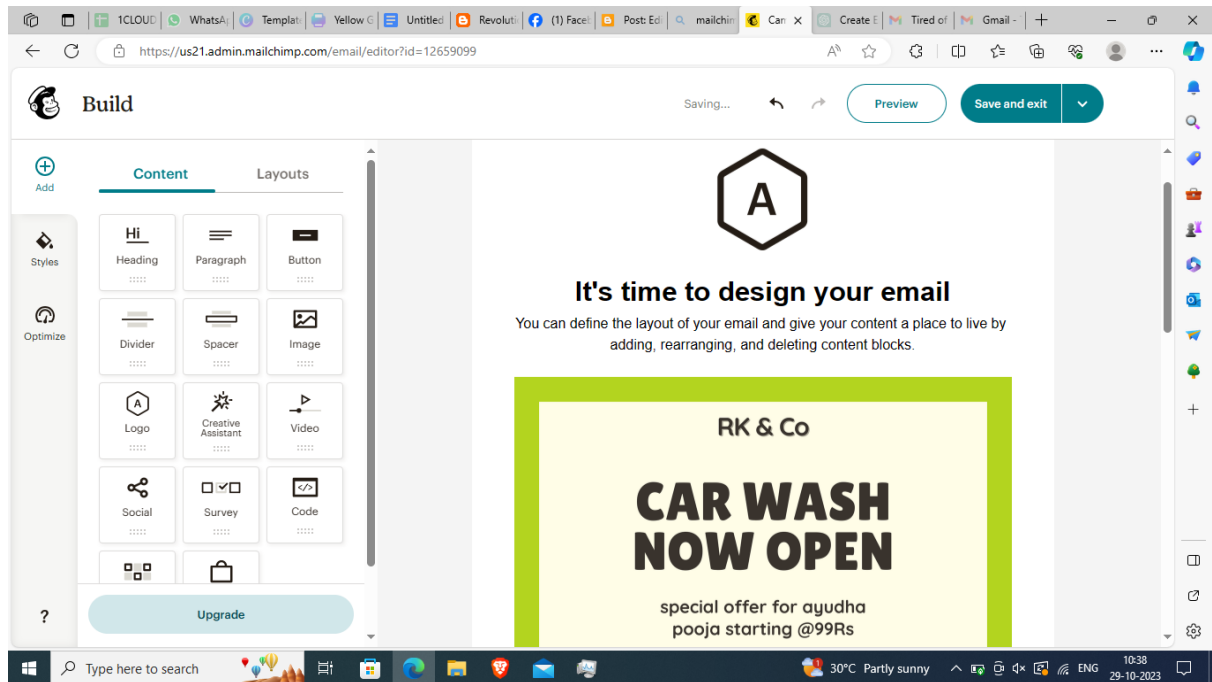 1CLOUD
WhatsA
Templat
Yellow G
Untitled
Revoluti
(1) Facel
Post: Edi
mailchin
Can
Create E
Tired of
Gmail -
https://us21.admin.mailchimp.com/email/editor?id=12659099
Build
Saving...
Preview
Save and exit
Add
Styles
Optimize
?
Content
Layouts
Hi
Heading
Paragraph
Button
Divider
Spacer
Image
A
Logo
Creative
Assistant
Video
Social
Survey
Code
Upgrade
A
It's time to design your email
You can define the layout of your email and give your content a place to live by
adding, rearranging, and deleting content blocks.
RK & Co
CAR WASH
NOW OPEN
special offer for ayudha
pooja starting @99Rs
Type here to search
30°C Partly sunny
ENG
10:38
29-10-2023